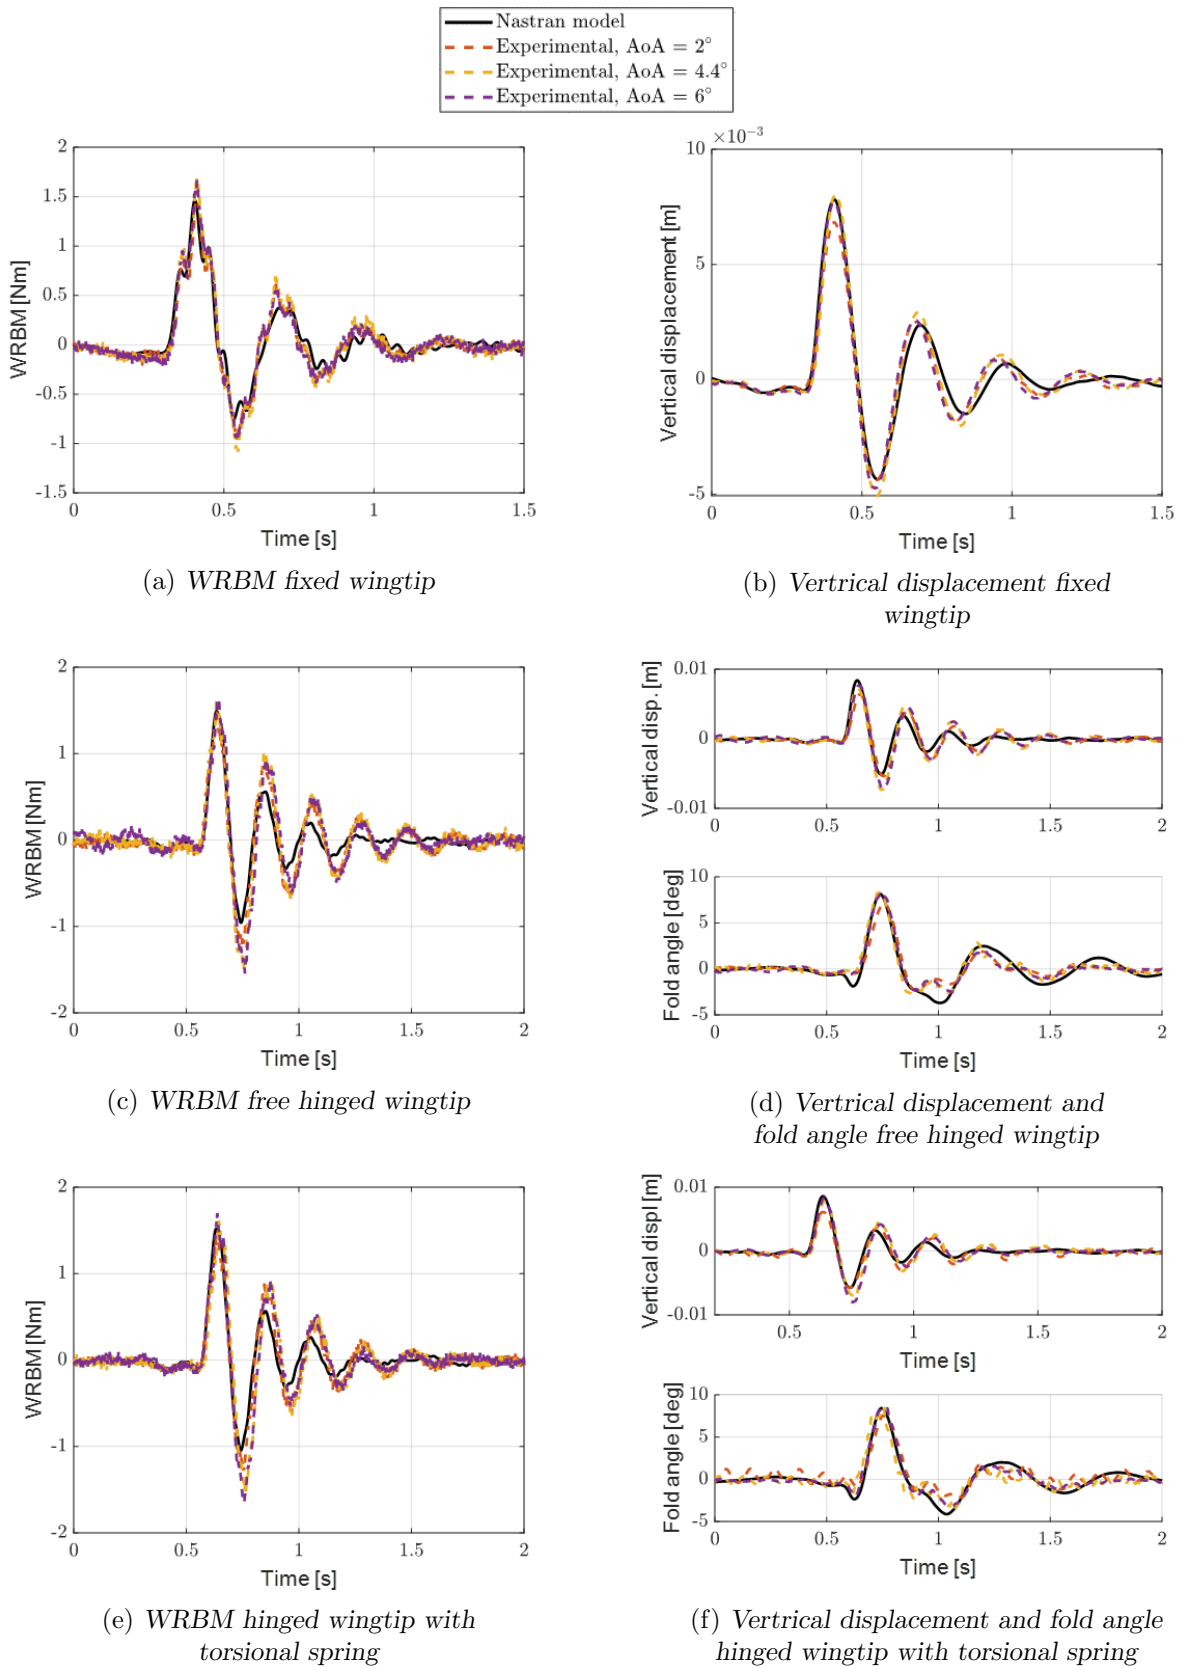 Nastran model
Experimental, AoA = 2°
Experimental, AoA = 4.4°
Experimental, AoA = 6°
2
1.5
1
0.5
0
-0.5
-1
-1.5
0
0.5
1
1.5
WRBM [Nm]
Time [s]
(a) WRBM fixed wingtip
×10⁻³
10
5
0
-5
0
0.5
1
1.5
Vertical displacement [m]
Time [s]
(b) Vertrical displacement fixed
wingtip
2
1
0
-1
-2
0
0.5
1
1.5
2
WRBM [Nm]
Time [s]
(c) WRBM free hinged wingtip
0.01
0
-0.01
0
0.5
1
1.5
2
Vertical disp. [m]
10
5
0
-5
0
0.5
1
1.5
2
Fold angle [deg]
Time [s]
(d) Vertrical displacement and
fold angle free hinged wingtip
2
1
0
-1
-2
0
0.5
1
1.5
2
WRBM [Nm]
Time [s]
(e) WRBM hinged wingtip with
torsional spring
0.01
0
-0.01
0.5
1
1.5
2
Vertical displ [m]
Time [s]
10
5
0
-5
0
0.5
1
1.5
2
Fold angle [deg]
Time [s]
(f) Vertrical displacement and fold angle
hinged wingtip with torsional spring